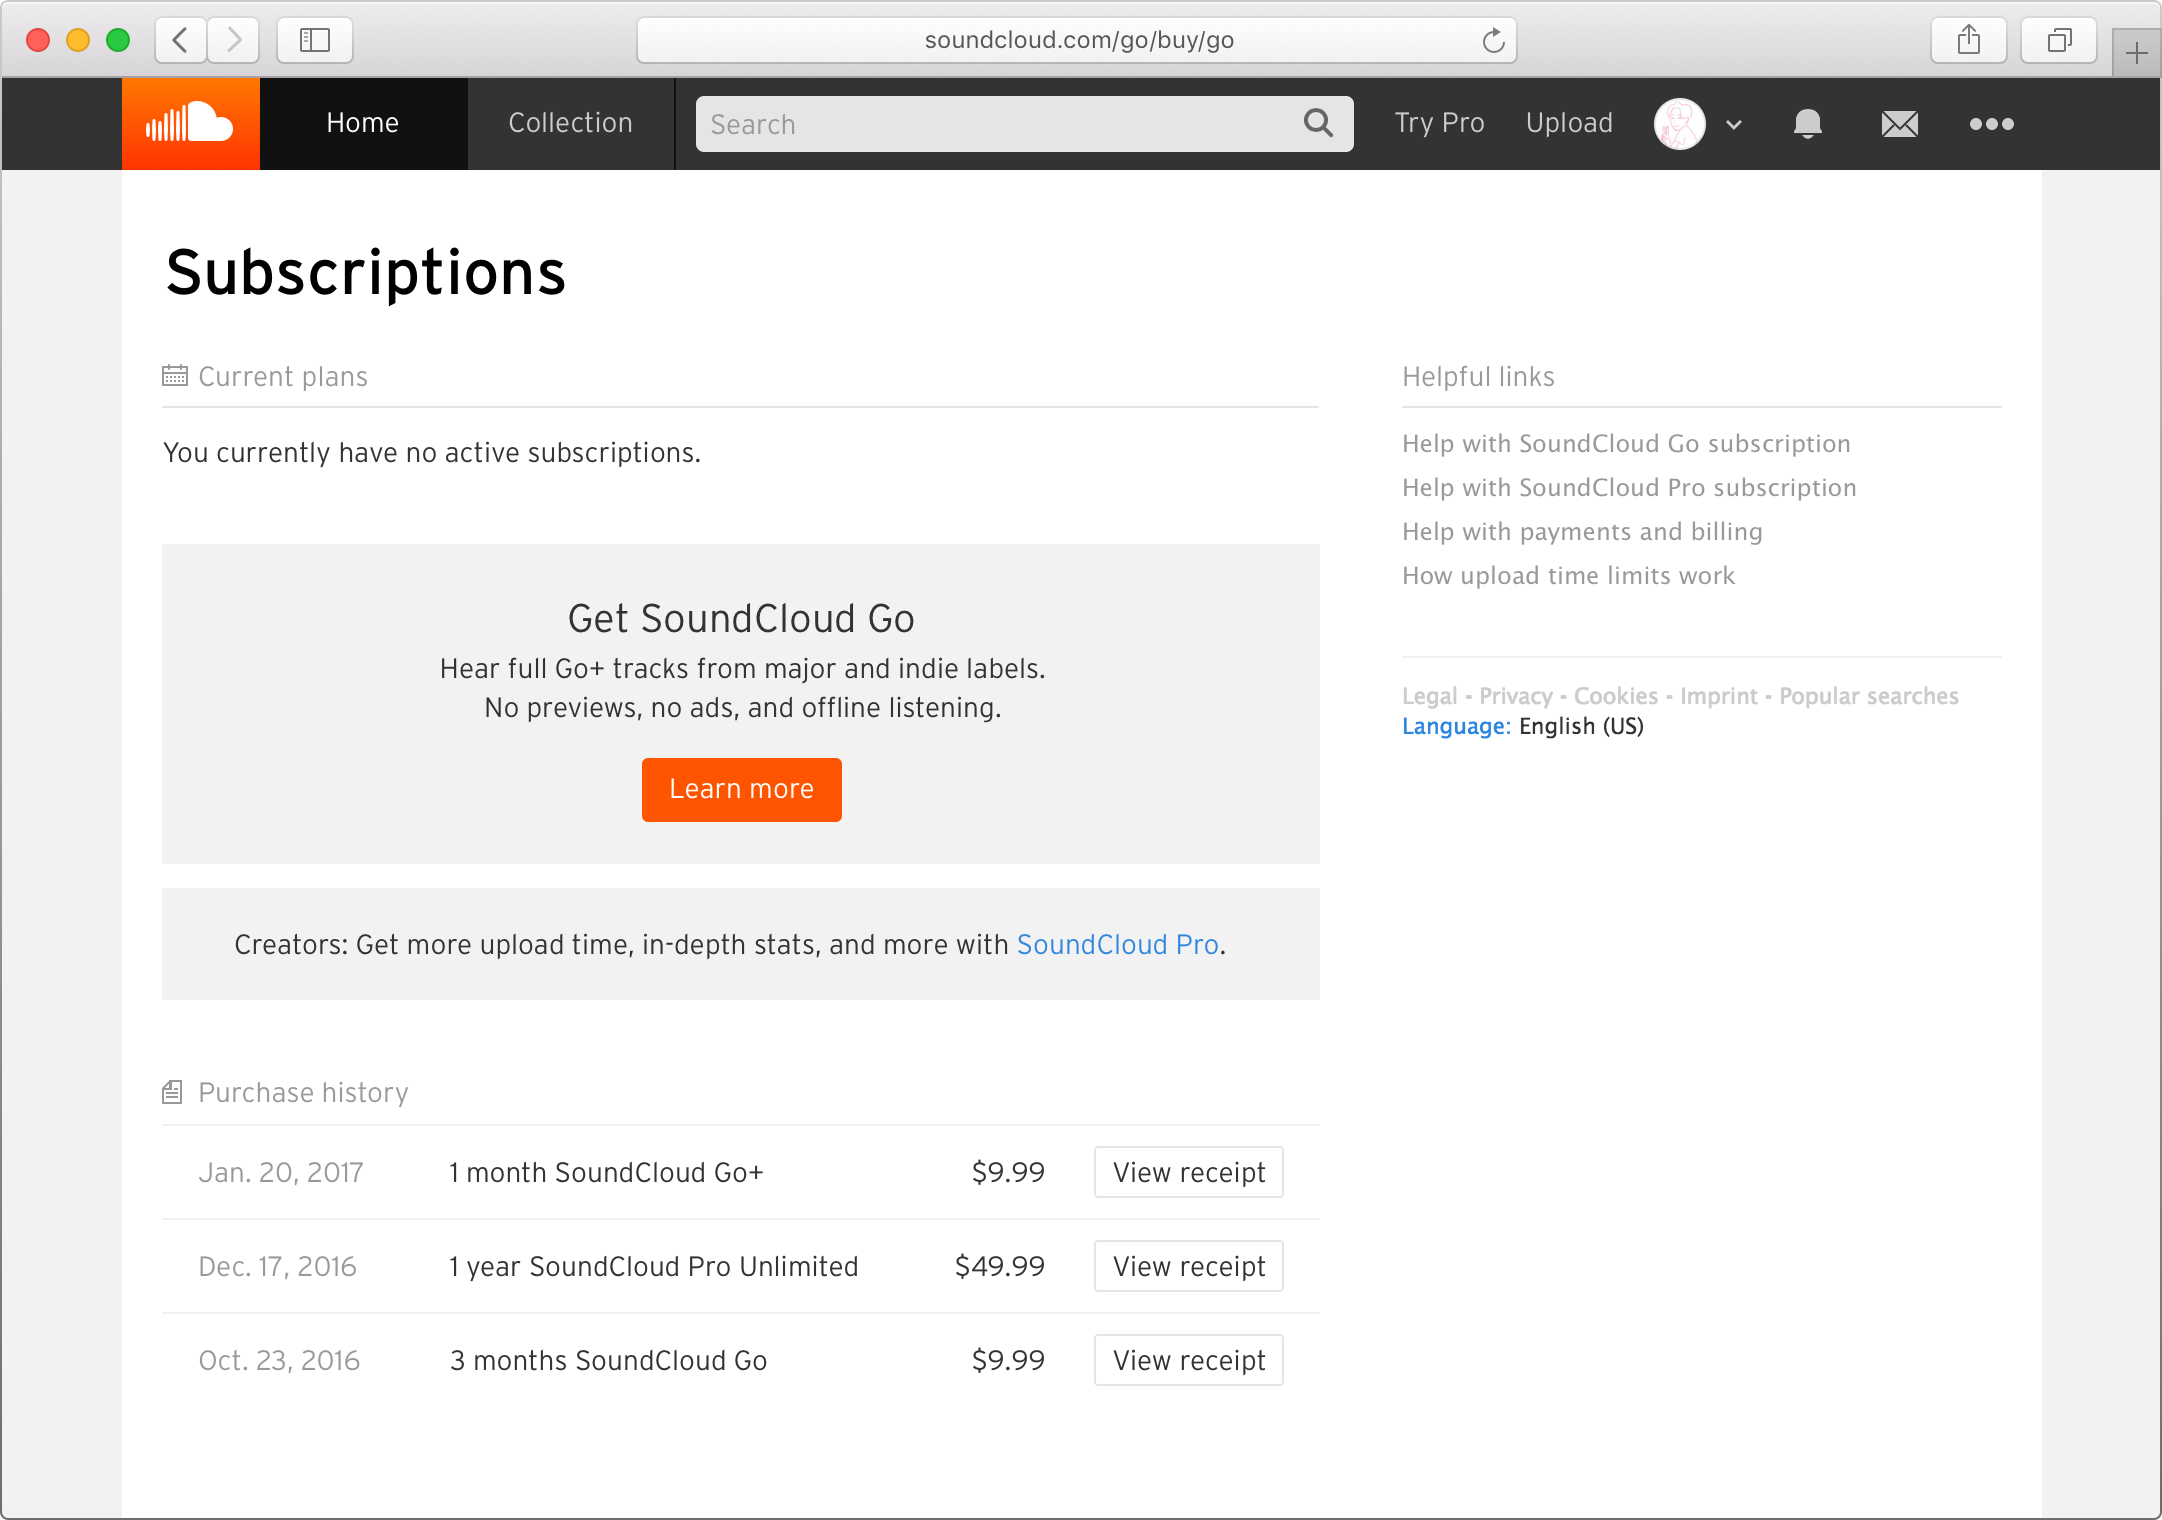 soundcloud.com/go/buy/go
Home
Collection
Search
Try Pro
Upload
Subscriptions
Current plans
You currently have no active subscriptions.
Get SoundCloud Go
Hear full Go+ tracks from major and indie labels.
No previews, no ads, and offline listening.
Learn more
Creators: Get more upload time, in-depth stats, and more with SoundCloud Pro.
Purchase history
Jan. 20, 2017 1 month SoundCloud Go+ $9.99 View receipt
Dec. 17, 2016 1 year SoundCloud Pro Unlimited $49.99 View receipt
Oct. 23, 2016 3 months SoundCloud Go $9.99 View receipt
Helpful links
Help with SoundCloud Go subscription
Help with SoundCloud Pro subscription
Help with payments and billing
How upload time limits work
Legal - Privacy - Cookies - Imprint - Popular searches
Language: English (US)